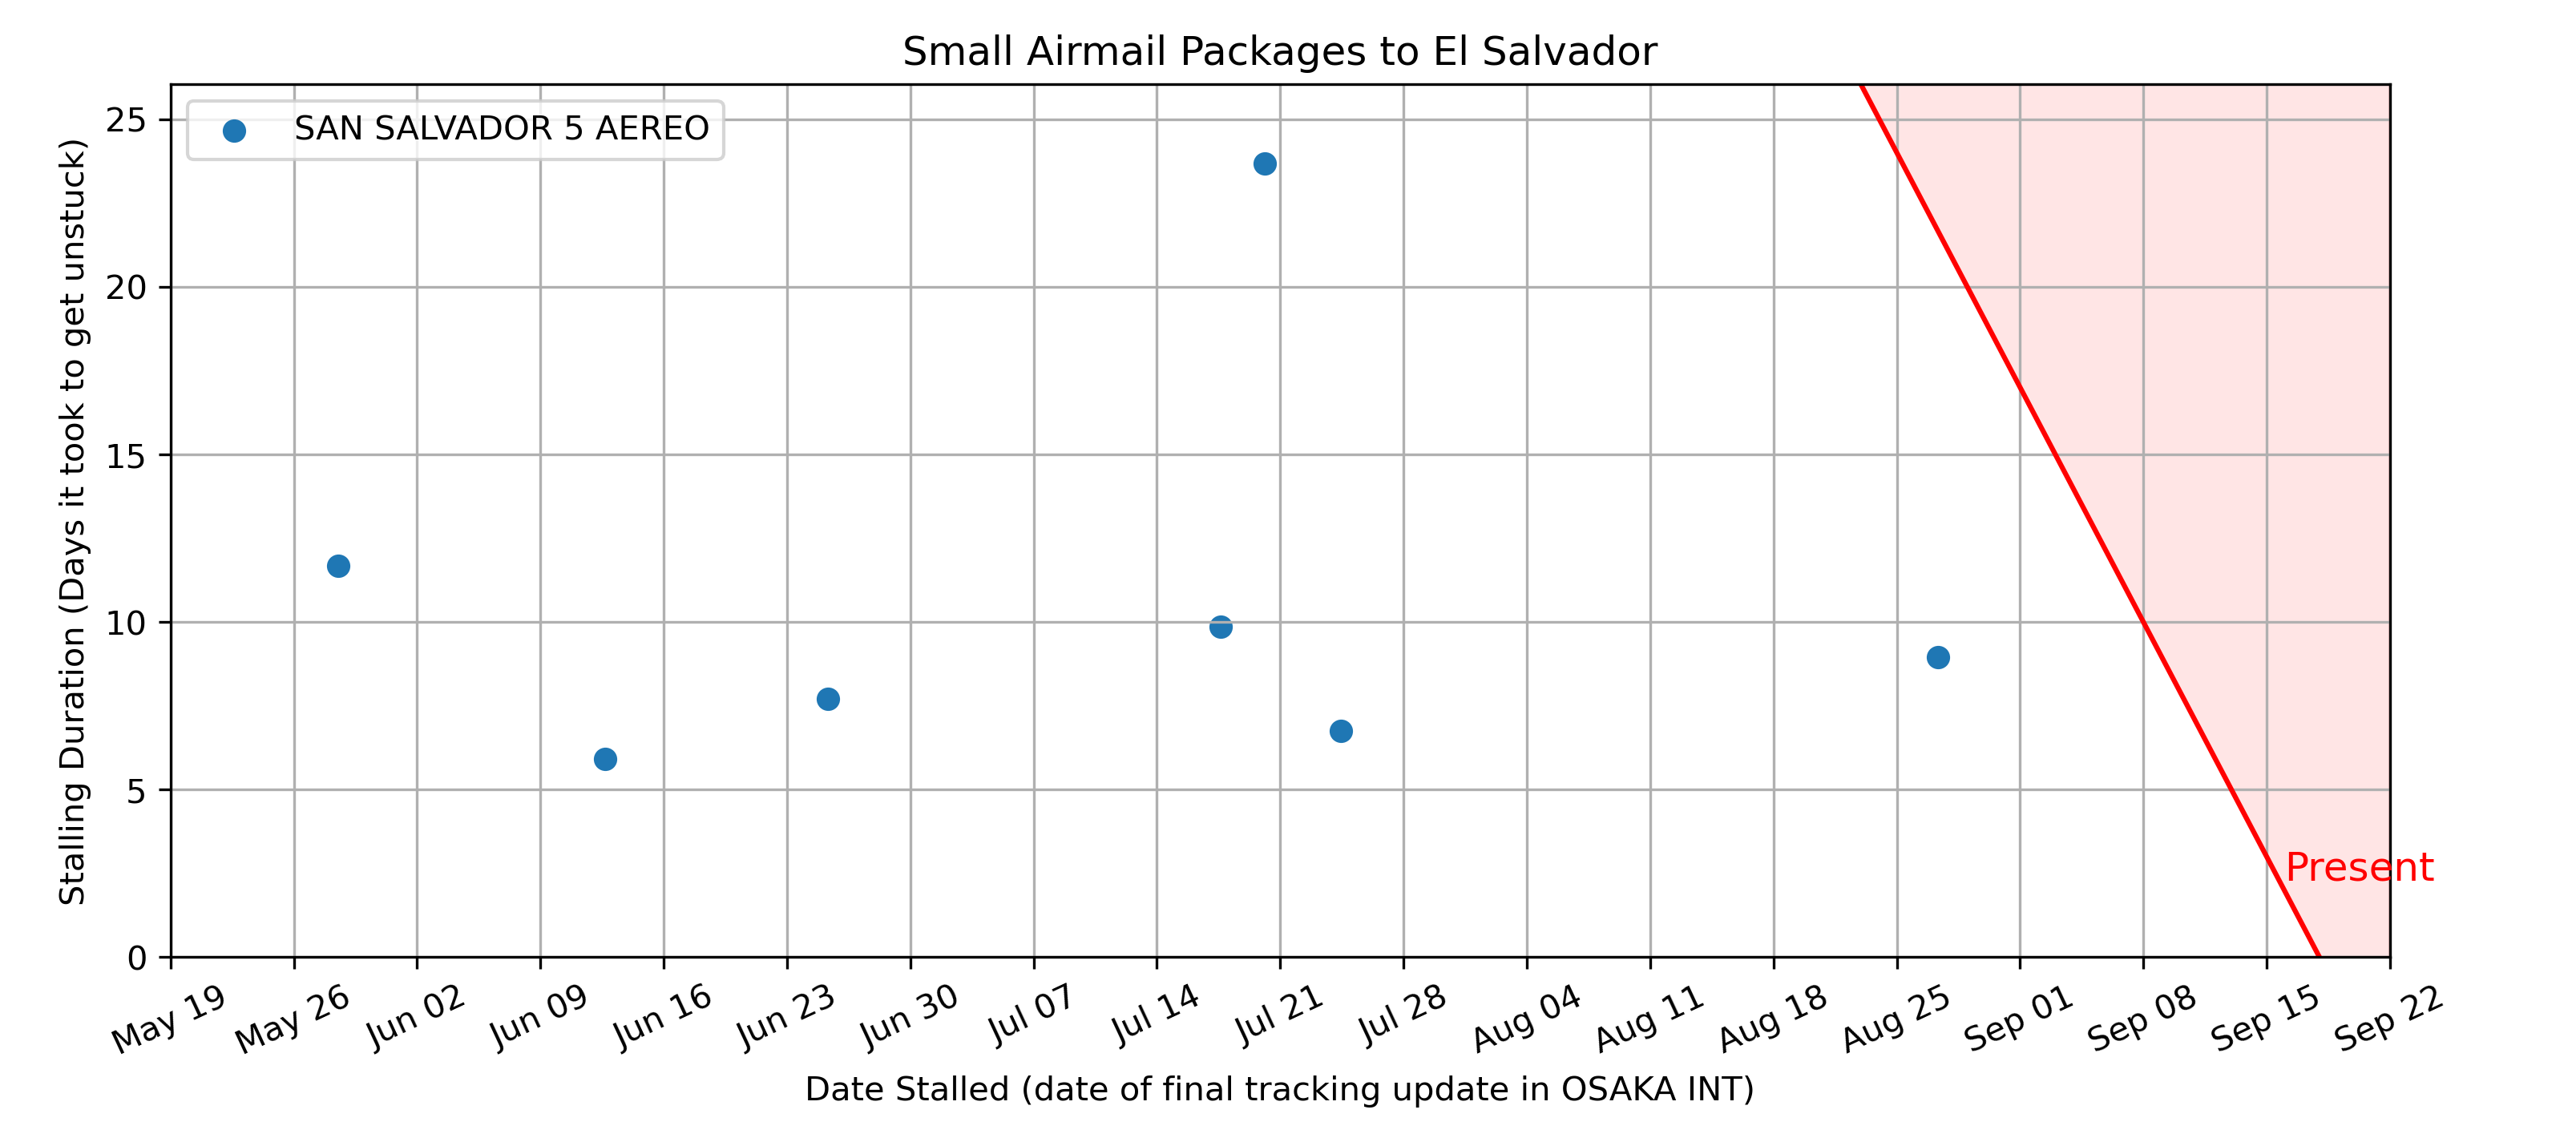 Small Airmail Packages to El Salvador
SAN SALVADOR 5 AEREO
Stalling Duration (Days it took to get unstuck)
25
20
15
10
5
0
Present
May 19
May 26
Jun 02
Jun 09
Jun 16
Jun 23
Jun 30
Jul 07
Jul 14
Jul 21
Jul 28
Aug 04
Aug 11
Aug 18
Aug 25
Sep 01
Sep 08
Sep 15
Sep 22
Date Stalled (date of final tracking update in OSAKA INT)